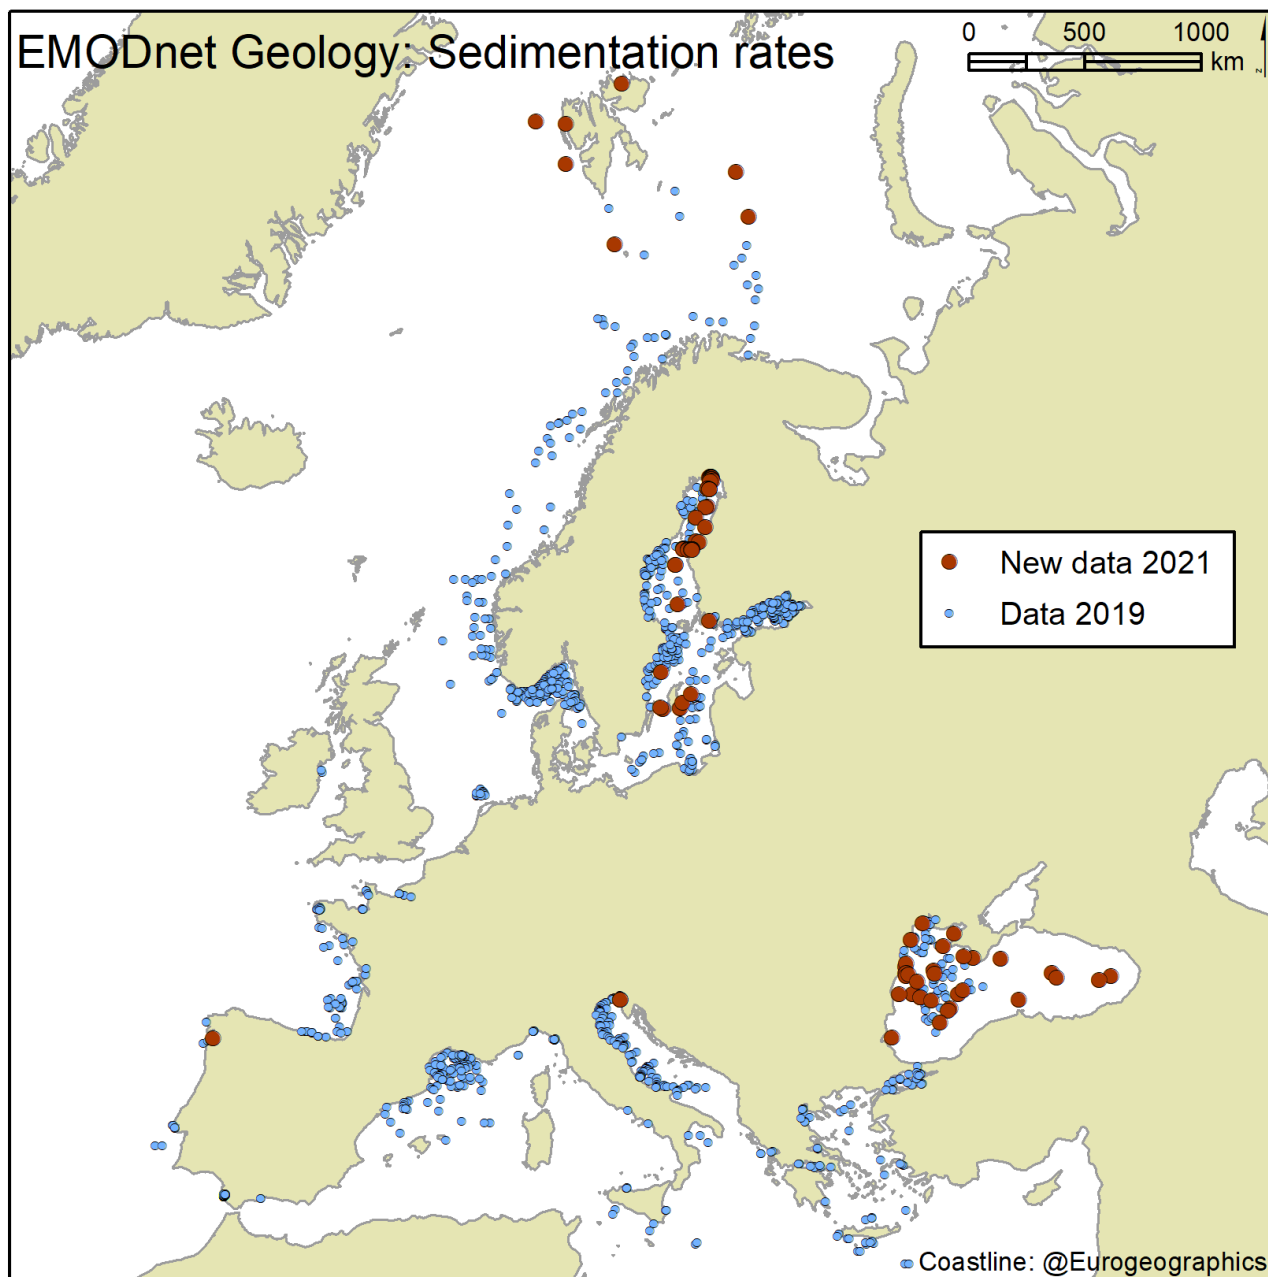 EMODnet Geology: Sedimentation rates
0 500 1000
km
z
New data 2021
Data 2019
Coastline: @Eurogeographics